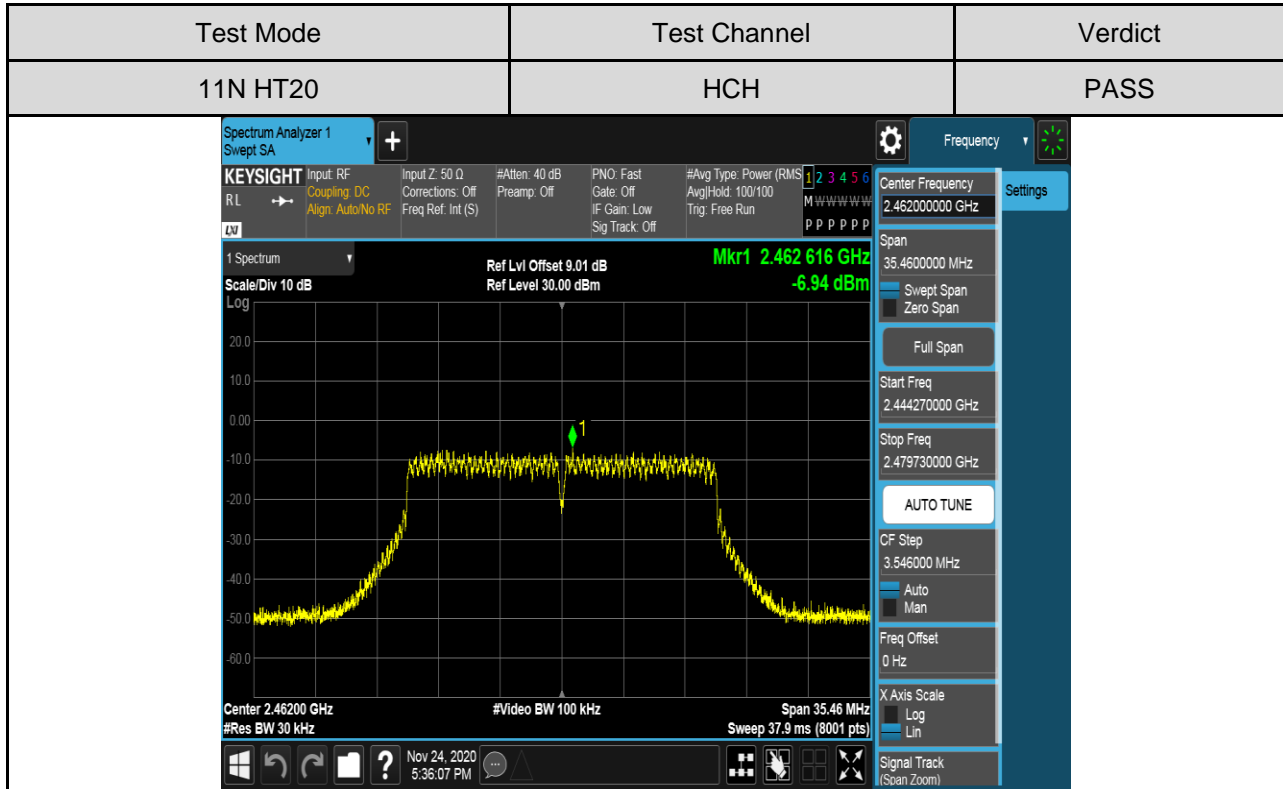 Test Mode Test Channel Verdict
11N HT20 HCH PASS
Spectrum Analyzer 1
Swept SA
+
Frequency
KEYSIGHT
RL
LXI
Input: RF
Coupling: DC
Align: Auto/No RF
Input Z: 50 Ω
Corrections: Off
Freq Ref: Int (S)
#Atten: 40 dB
Preamp: Off
PNO: Fast
Gate: Off
IF Gain: Low
Sig Track: Off
#Avg Type: Power (RMS
Avg|Hold: 100/100
Trig: Free Run
1 2 3 4 5 6
M W W W W W
P P P P P P
1 Spectrum
Scale/Div 10 dB
Ref Lvl Offset 9.01 dB
Ref Level 30.00 dBm
Mkr1 2.462 616 GHz
-6.94 dBm
Log
20.0
10.0
0.00
-10.0
-20.0
-30.0
-40.0
-50.0
-60.0
1
Center 2.46200 GHz
#Res BW 30 kHz
#Video BW 100 kHz
Span 35.46 MHz
Sweep 37.9 ms (8001 pts)
Center Frequency
2.462000000 GHz
Settings
Span
35.4600000 MHz
Swept Span
Zero Span
Full Span
Start Freq
2.444270000 GHz
Stop Freq
2.479730000 GHz
AUTO TUNE
CF Step
3.546000 MHz
Auto
Man
Freq Offset
0 Hz
X Axis Scale
Log
Lin
Signal Track
(Span Zoom)
?
Nov 24, 2020
5:36:07 PM